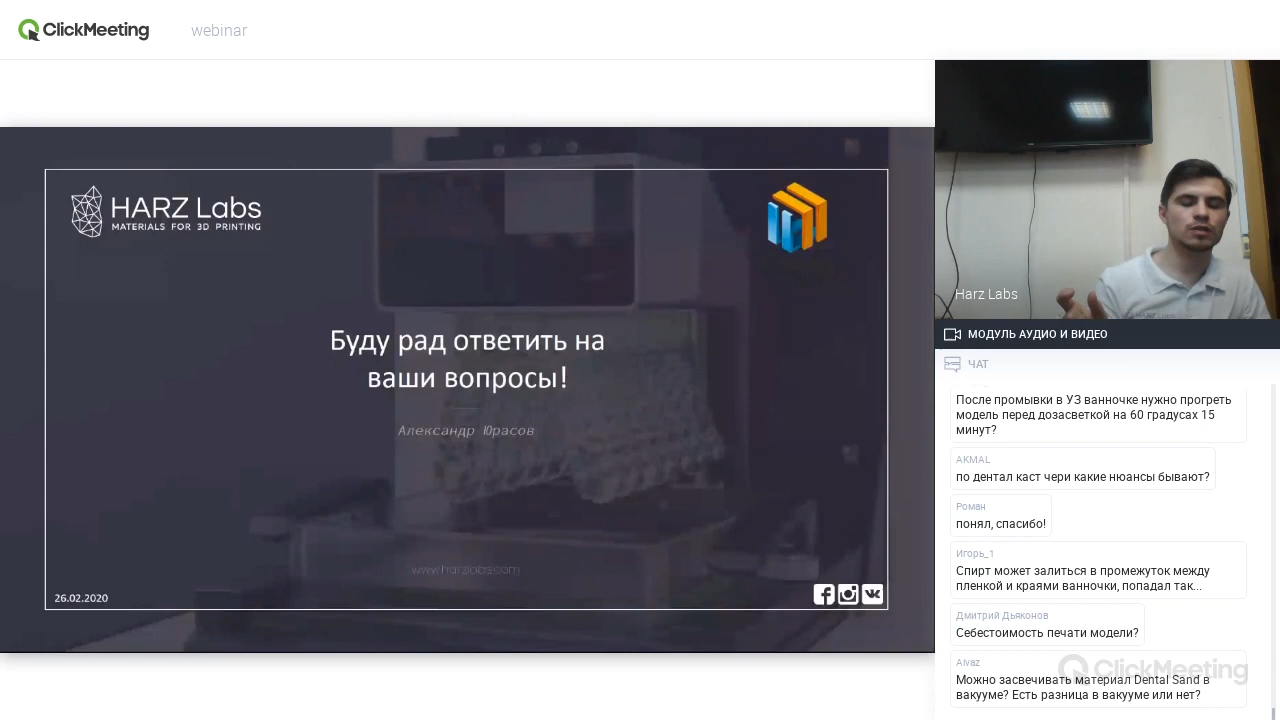 ClickMeeting
webinar
HARZ Labs
MATERIALS FOR 3D PRINTING
Буду рад ответить на
ваши вопросы!
Александр Юрасов
www.harzlabs.com
26.02.2020
Harz Labs
МОДУЛЬ АУДИО И ВИДЕО
ЧАТ
После промывки в УЗ ванночке нужно прогреть
модель перед дозасветкой на 60 градусах 15
минут?
AKMAL
по дентал каст чери какие нюансы бывают?
Роман
понял, спасибо!
Игорь_1
Спирт может залиться в промежуток между
пленкой и краями ванночки, попадал так...
Дмитрий Дьяконов
Себестоимость печати модели?
Aivaz
Можно засвечивать материал Dental Sand в
вакууме? Есть разница в вакууме или нет?
ClickMeeting